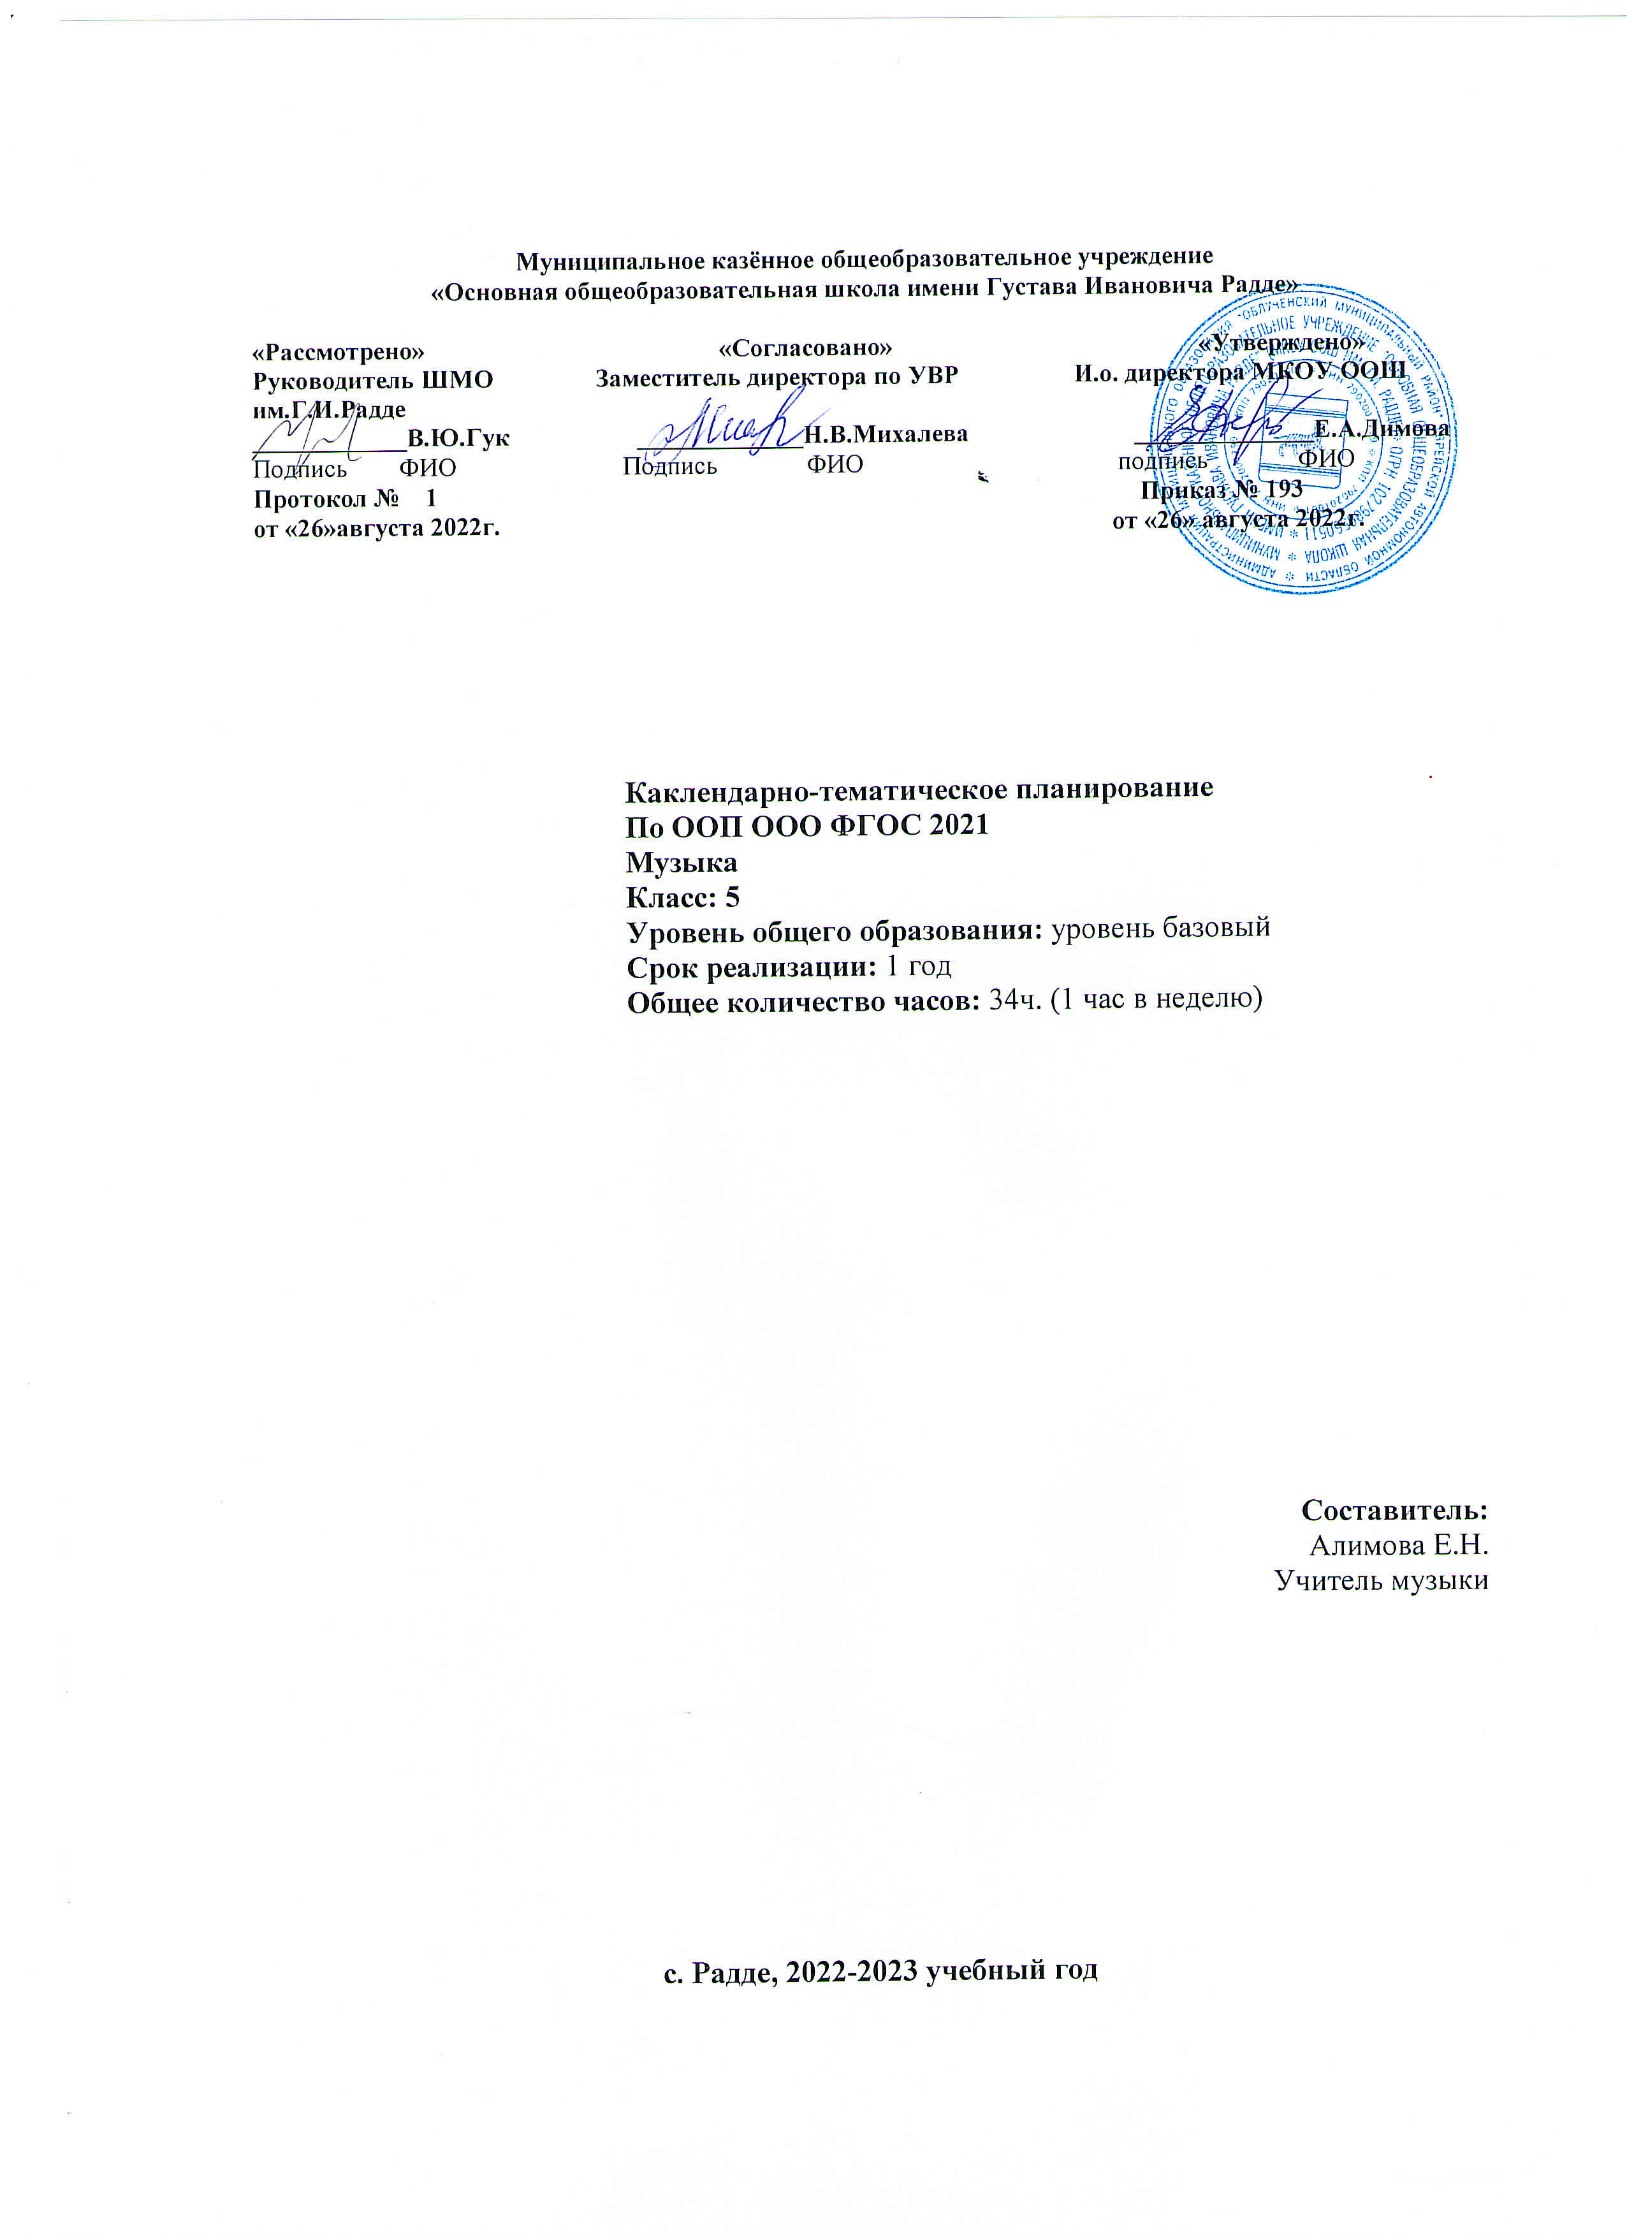 Муниципальное казённое общеобразовательное учреждение
«Основная общеобразовательная школа имени Густава Ивановича Радде»
«Рассмотрено»
Руководитель ШМО
им.Г.И.Радде
В.Ю.Гук
Подпись ФИО
Протокол № 1
от «26»августа 2022г.
«Согласовано»
Заместитель директора по УВР
Н.В.Михалева
Подпись ФИО
«Утверждено»
И.о. директора МКОУ ООШ
Е.А.Димова
подпись ФИО
Приказ № 193
от «26» августа 2022г.
Каклендарно-тематическое планирование
По ООП ООО ФГОС 2021
Музыка
Класс: 5
Уровень общего образования: уровень базовый
Срок реализации: 1 год
Общее количество часов: 34ч. (1 час в неделю)
Составитель:
Алимова Е.Н.
Учитель музыки
с. Радде, 2022-2023 учебный год